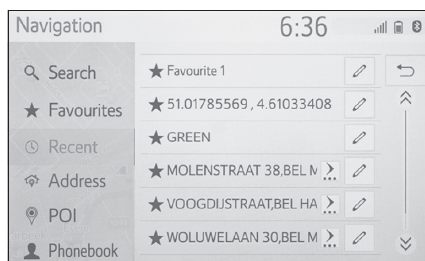 Navigation 6:36
Search
Favourites
Recent
Address
POI
Phonebook
Favourite 1
51.01785569 , 4.61033408
GREEN
MOLENSTRAAT 38,BEL M
VOOGDIJSTRAAT,BEL HA
WOLUWELAAN 30,BEL M